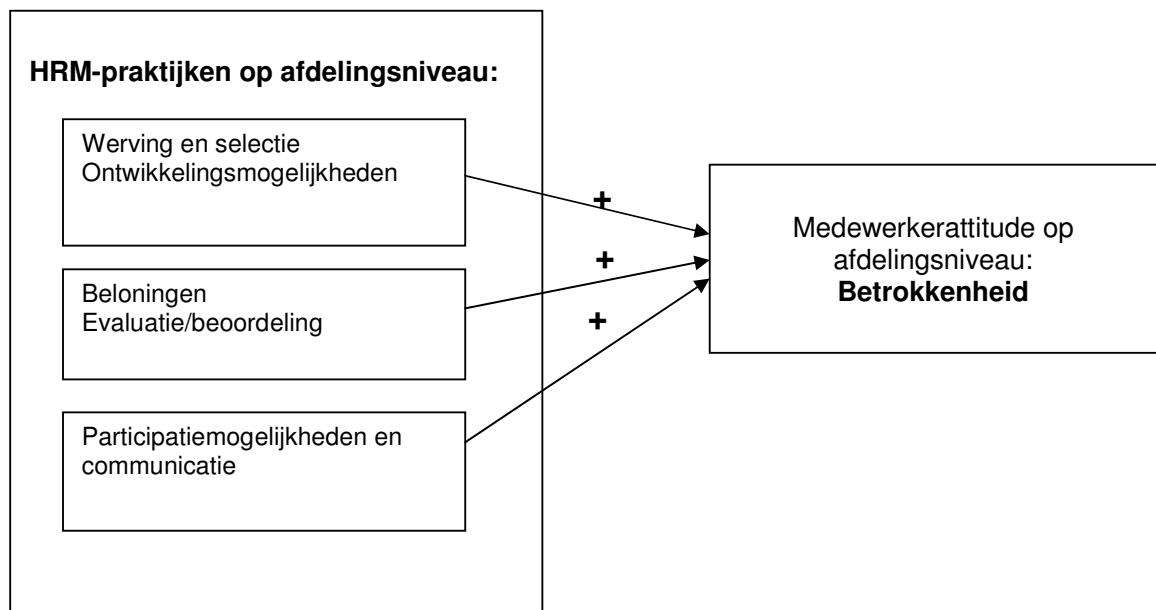 HRM-praktijken op afdelingsniveau:
Werving en selectie
Ontwikkelingsmogelijkheden
+
Medewerkerattitude op
afdelingsniveau:
Betrokkenheid
+
Beloningen
Evaluatie/beoordeling
+
Participatiemogelijkheden en
communicatie